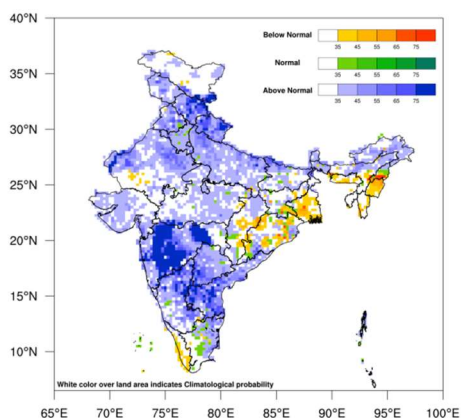 40°N
35°N
30°N
25°N
20°N
15°N
10°N
Below Normal
35 45 55 65 75
Normal
35 45 55 65 75
Above Normal
35 45 55 65 75
White color over land area indicates Climatological probability
65°E 70°E 75°E 80°E 85°E 90°E 95°E 100°E